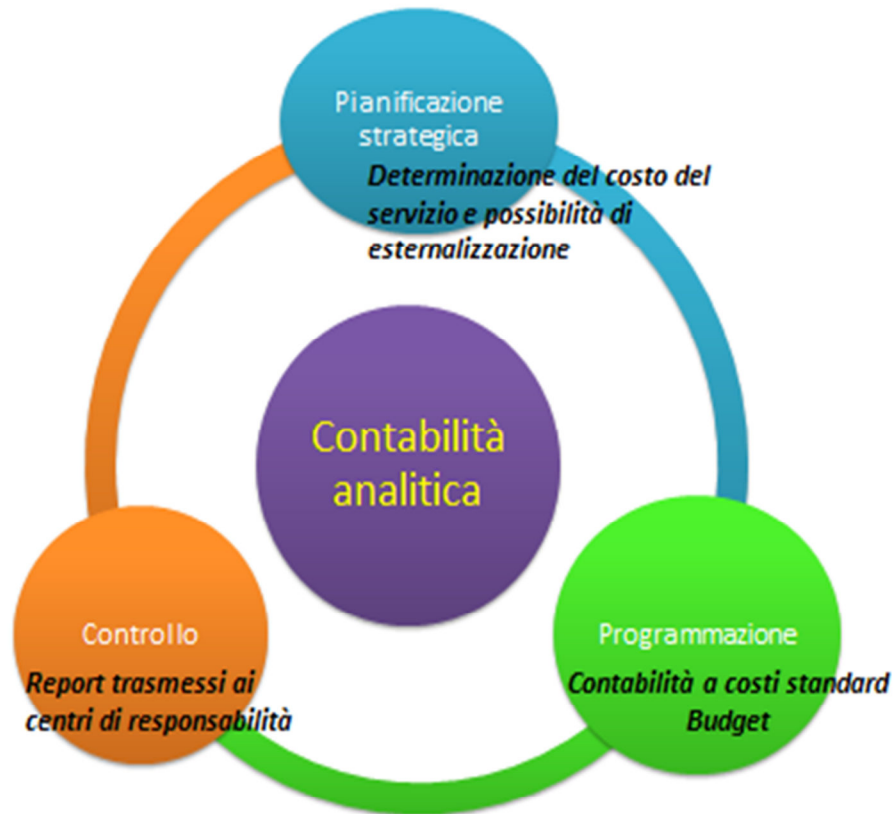 Pianificazione
strategica
Determinazione del costo del
servizio e possibilità di
esternalizzazione
Contabilità
analitica
Controllo
Report trasmessi ai
centri di responsabilità
Programmazione
Contabilità a costi standard
Budget